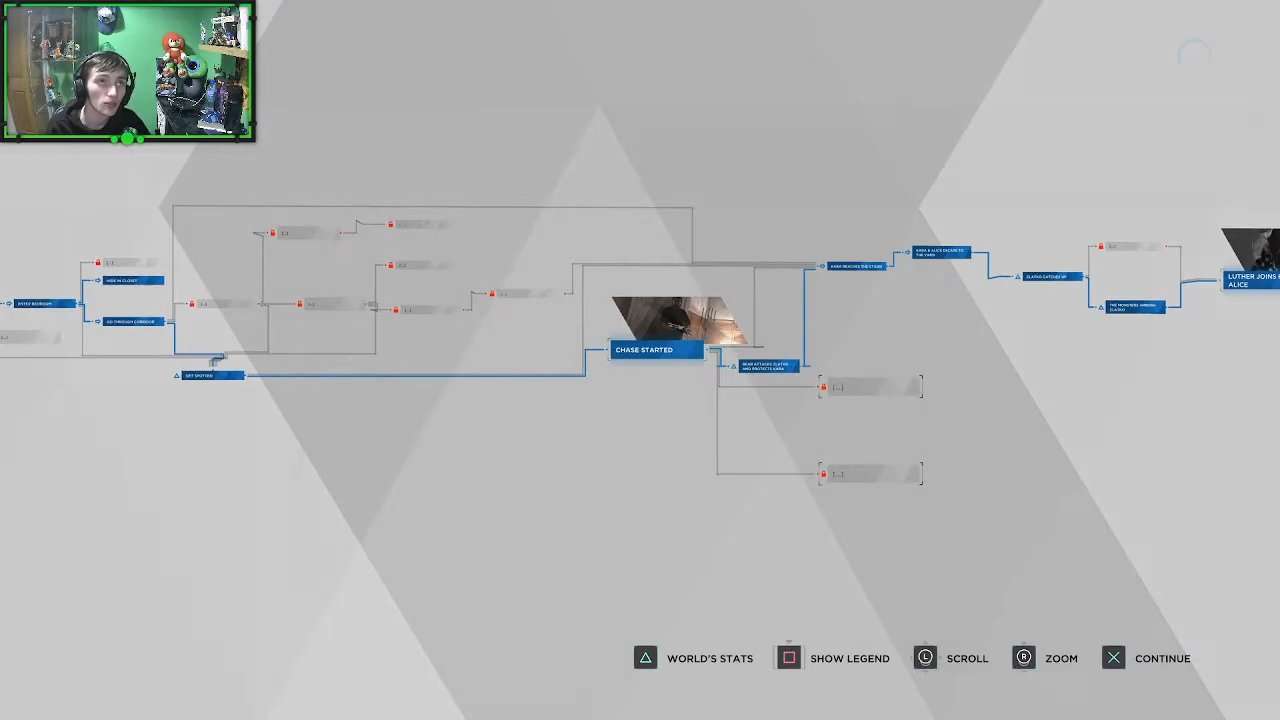 ENTER BEDROOM
HIDE IN CLOSET
GO THROUGH CORRIDOR
GET SPOTTED
CHASE STARTED
BEAR ATTACKS ZLATKO
AND PROTECTS KARA
[...]
[...]
KARA REACHES THE STAIRS
KARA & ALICE ESCAPE TO
THE YARD
ZLATKO CATCHES UP
THE MONSTERS AMBUSH
ZLATKO
LUTHER JOINS
ALICE
WORLD'S STATS
SHOW LEGEND
L
SCROLL
R
ZOOM
CONTINUE